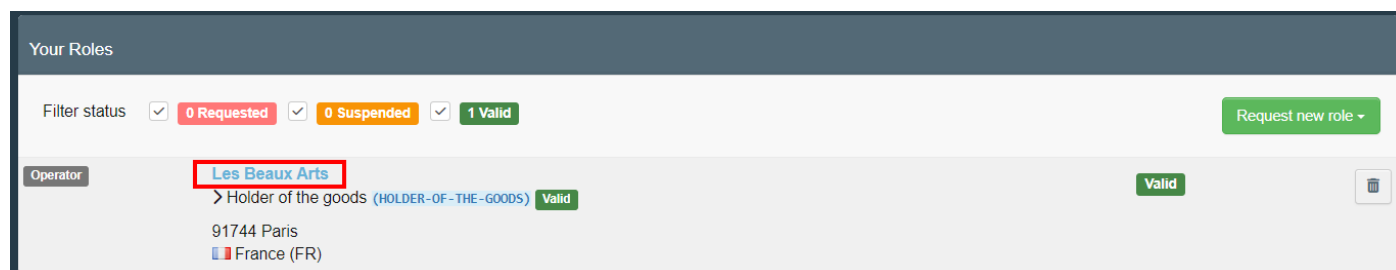 Your Roles
Filter status 0 Requested 0 Suspended 1 Valid Request new role
Operator Les Beaux Arts Valid
Holder of the goods (HOLDER-OF-THE-GOODS) Valid
91744 Paris
France (FR)